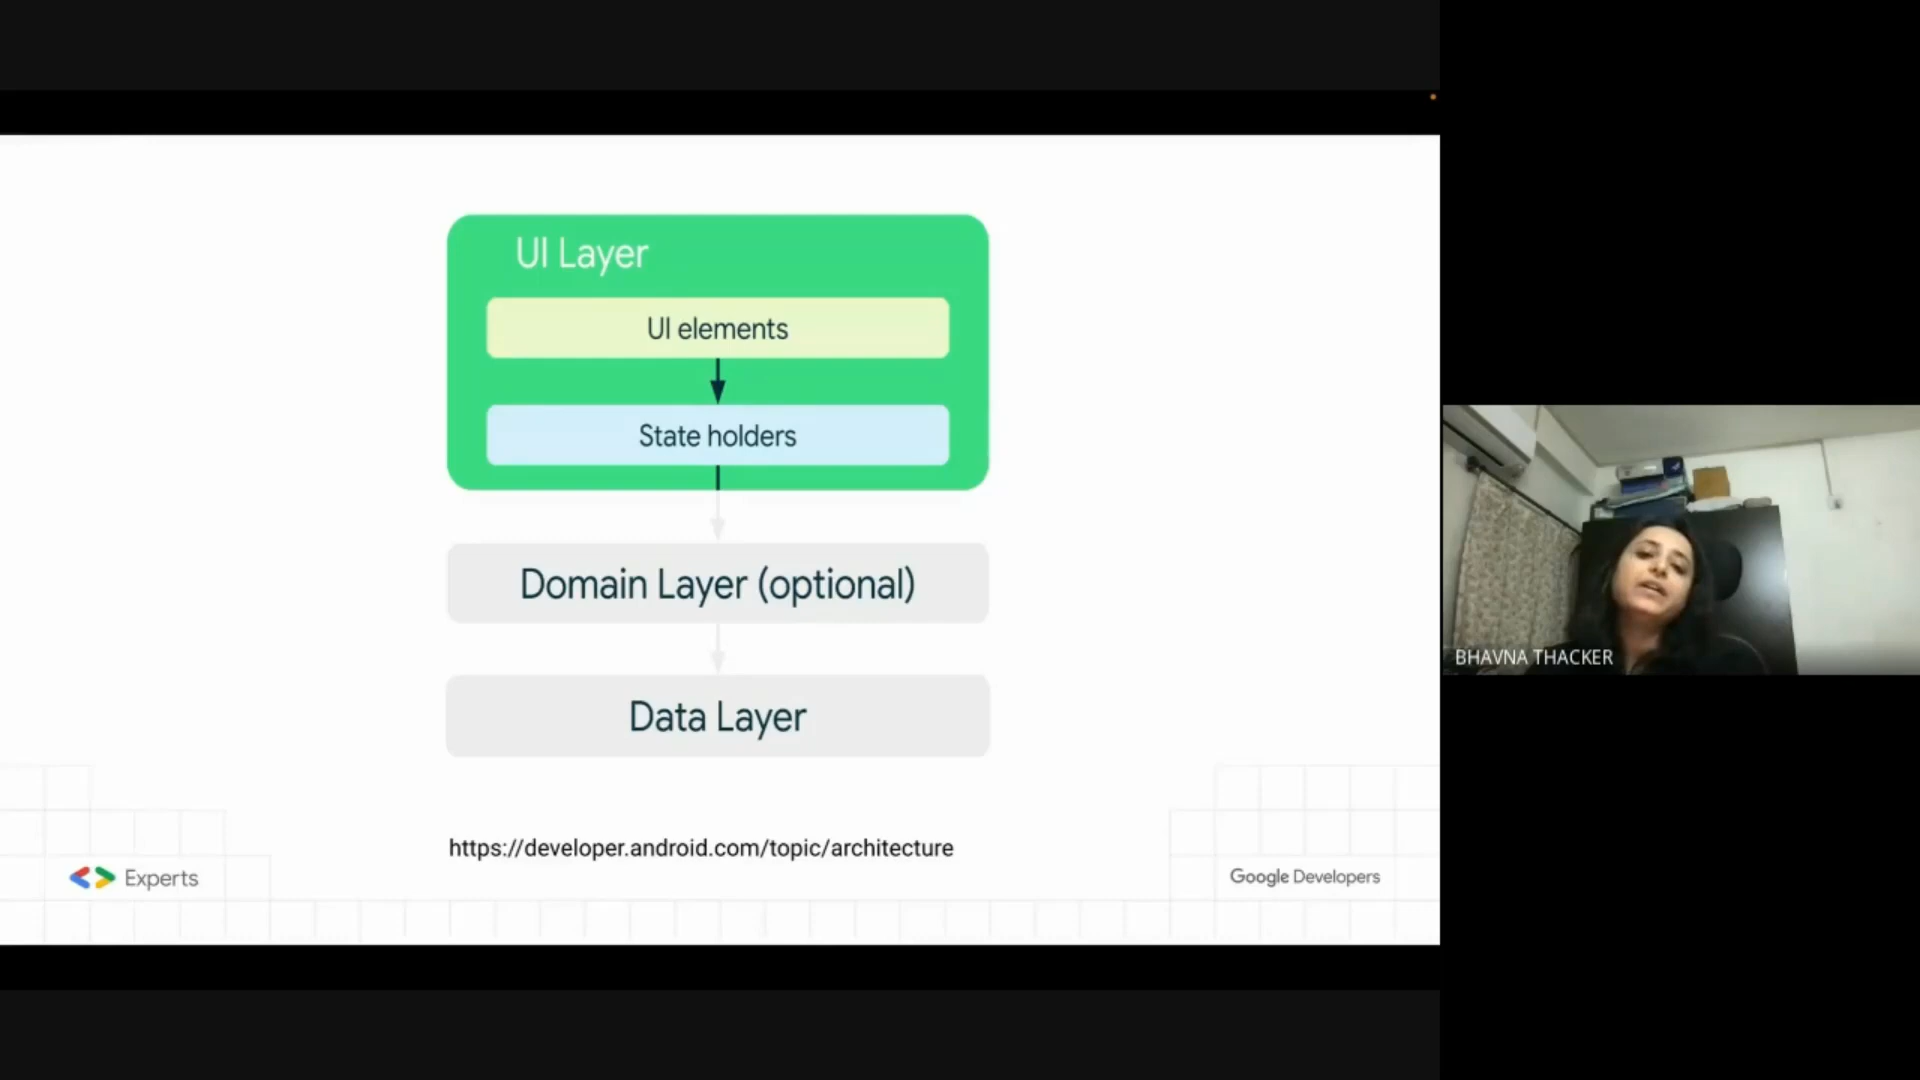 UI Layer
UI elements
State holders
Domain Layer (optional)
Data Layer
https://developer.android.com/topic/architecture
Experts
Google Developers
BHAVNA THACKER